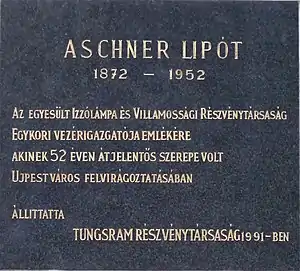 ASCHNER LIPÓT
1872 – 1952
AZ EGYESÜLT IZZÓLÁMPA ÉS VILLAMOSSÁGI RÉSZVÉNYTÁRSASÁG
EGYKORI VEZÉRIGAZGATÓJA EMLÉKÉRE
AKINEK 52 ÉVEN ÁT JELENTŐS SZEREPE VOLT
UJPEST VÁROS FELVIRÁGOZTATÁSÁBAN
ÁLLITTATTA
TUNGSRAM RÉSZVÉNYTÁRSASÁG 1991–BEN